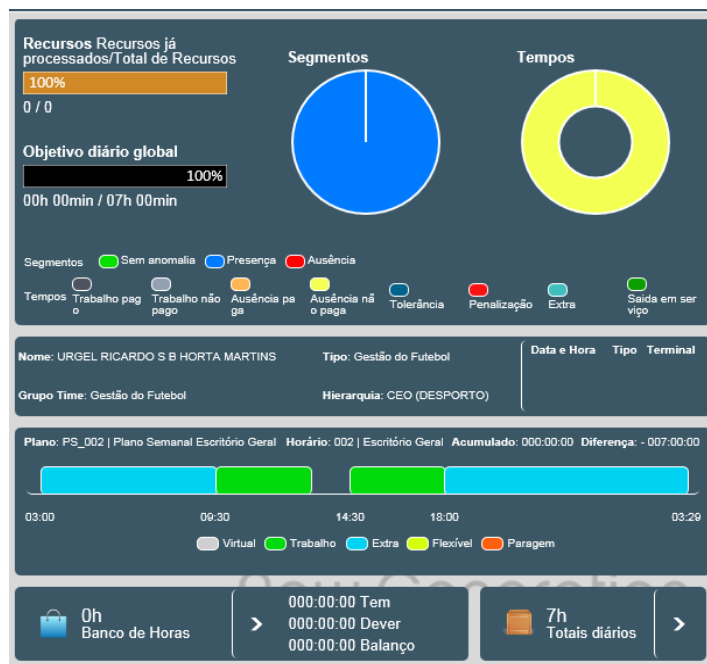 Recursos Recursos já
processados/Total de Recursos
100%
0 / 0
Objetivo diário global
100%
00h 00min / 07h 00min
Segmentos
Tempos
Segmentos Sem anomalia Presença Ausência
Tempos Trabalho pag
o
Trabalho não
pago
Ausência pa
ga
Ausência nã
o paga
Tolerância
Penalização
Extra
Saida em ser
viço
Nome: URGEL RICARDO S B HORTA MARTINS
Tipo: Gestão do Futebol
Grupo Time: Gestão do Futebol
Hierarquia: CEO (DESPORTO)
Data e Hora Tipo Terminal
Plano: PS_002 | Plano Semanal Escritório Geral Horário: 002 | Escritório Geral Acumulado: 000:00:00 Diferença: - 007:00:00
03:00 09:30 14:30 18:00 03:29
Virtual Trabalho Extra Flexível Paragem
0h
Banco de Horas
>
000:00:00 Tem
000:00:00 Dever
000:00:00 Balanço
7h
Totais diários
>